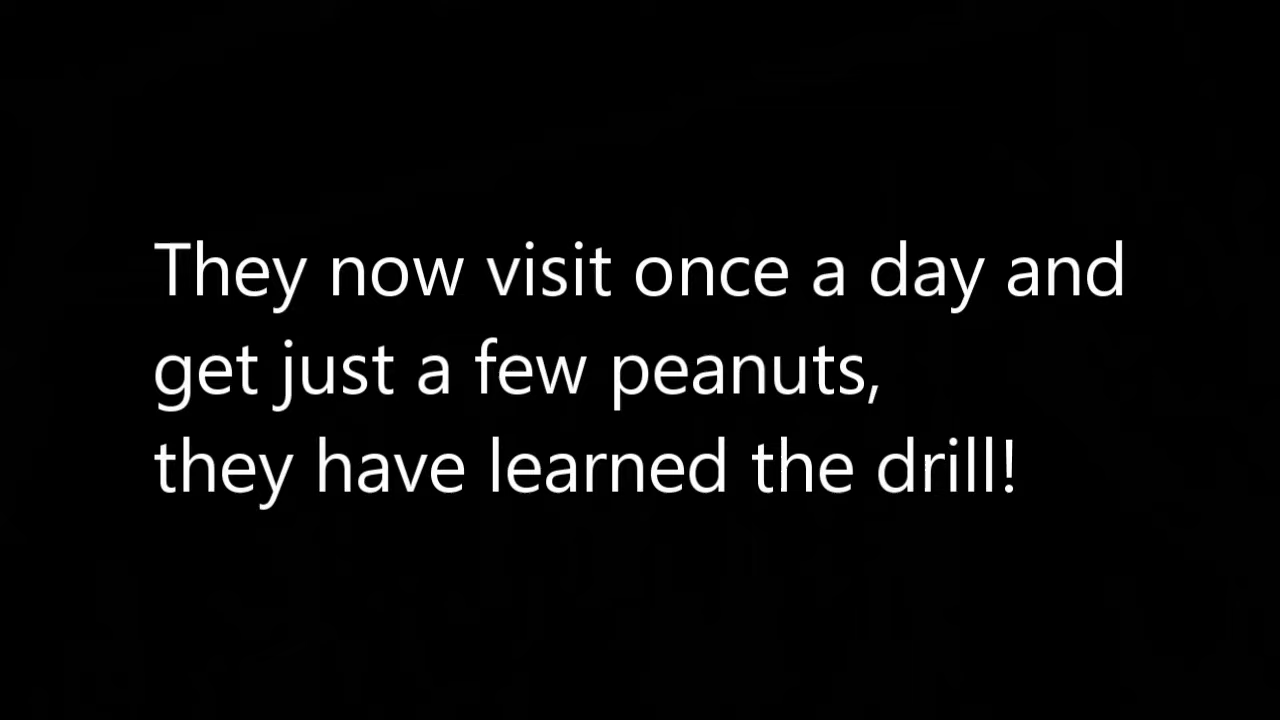 They now visit once a day and
get just a few peanuts,
they have learned the drill!